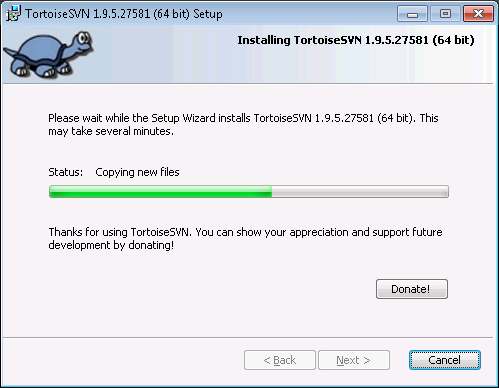 TortoiseSVN 1.9.5.27581 (64 bit) Setup
Installing TortoiseSVN 1.9.5.27581 (64 bit)
Please wait while the Setup Wizard installs TortoiseSVN 1.9.5.27581 (64 bit). This
may take several minutes.
Status: Copying new files
Thanks for using TortoiseSVN. You can show your appreciation and support future
development by donating!
Donate!
< Back Next > Cancel